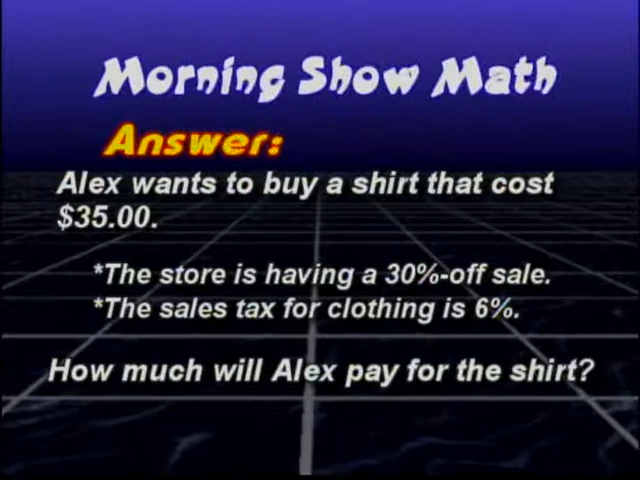 Morning Show Math
Answer:
Alex wants to buy a shirt that cost
$35.00.
*The store is having a 30%-off sale.
*The sales tax for clothing is 6%.
How much will Alex pay for the shirt?